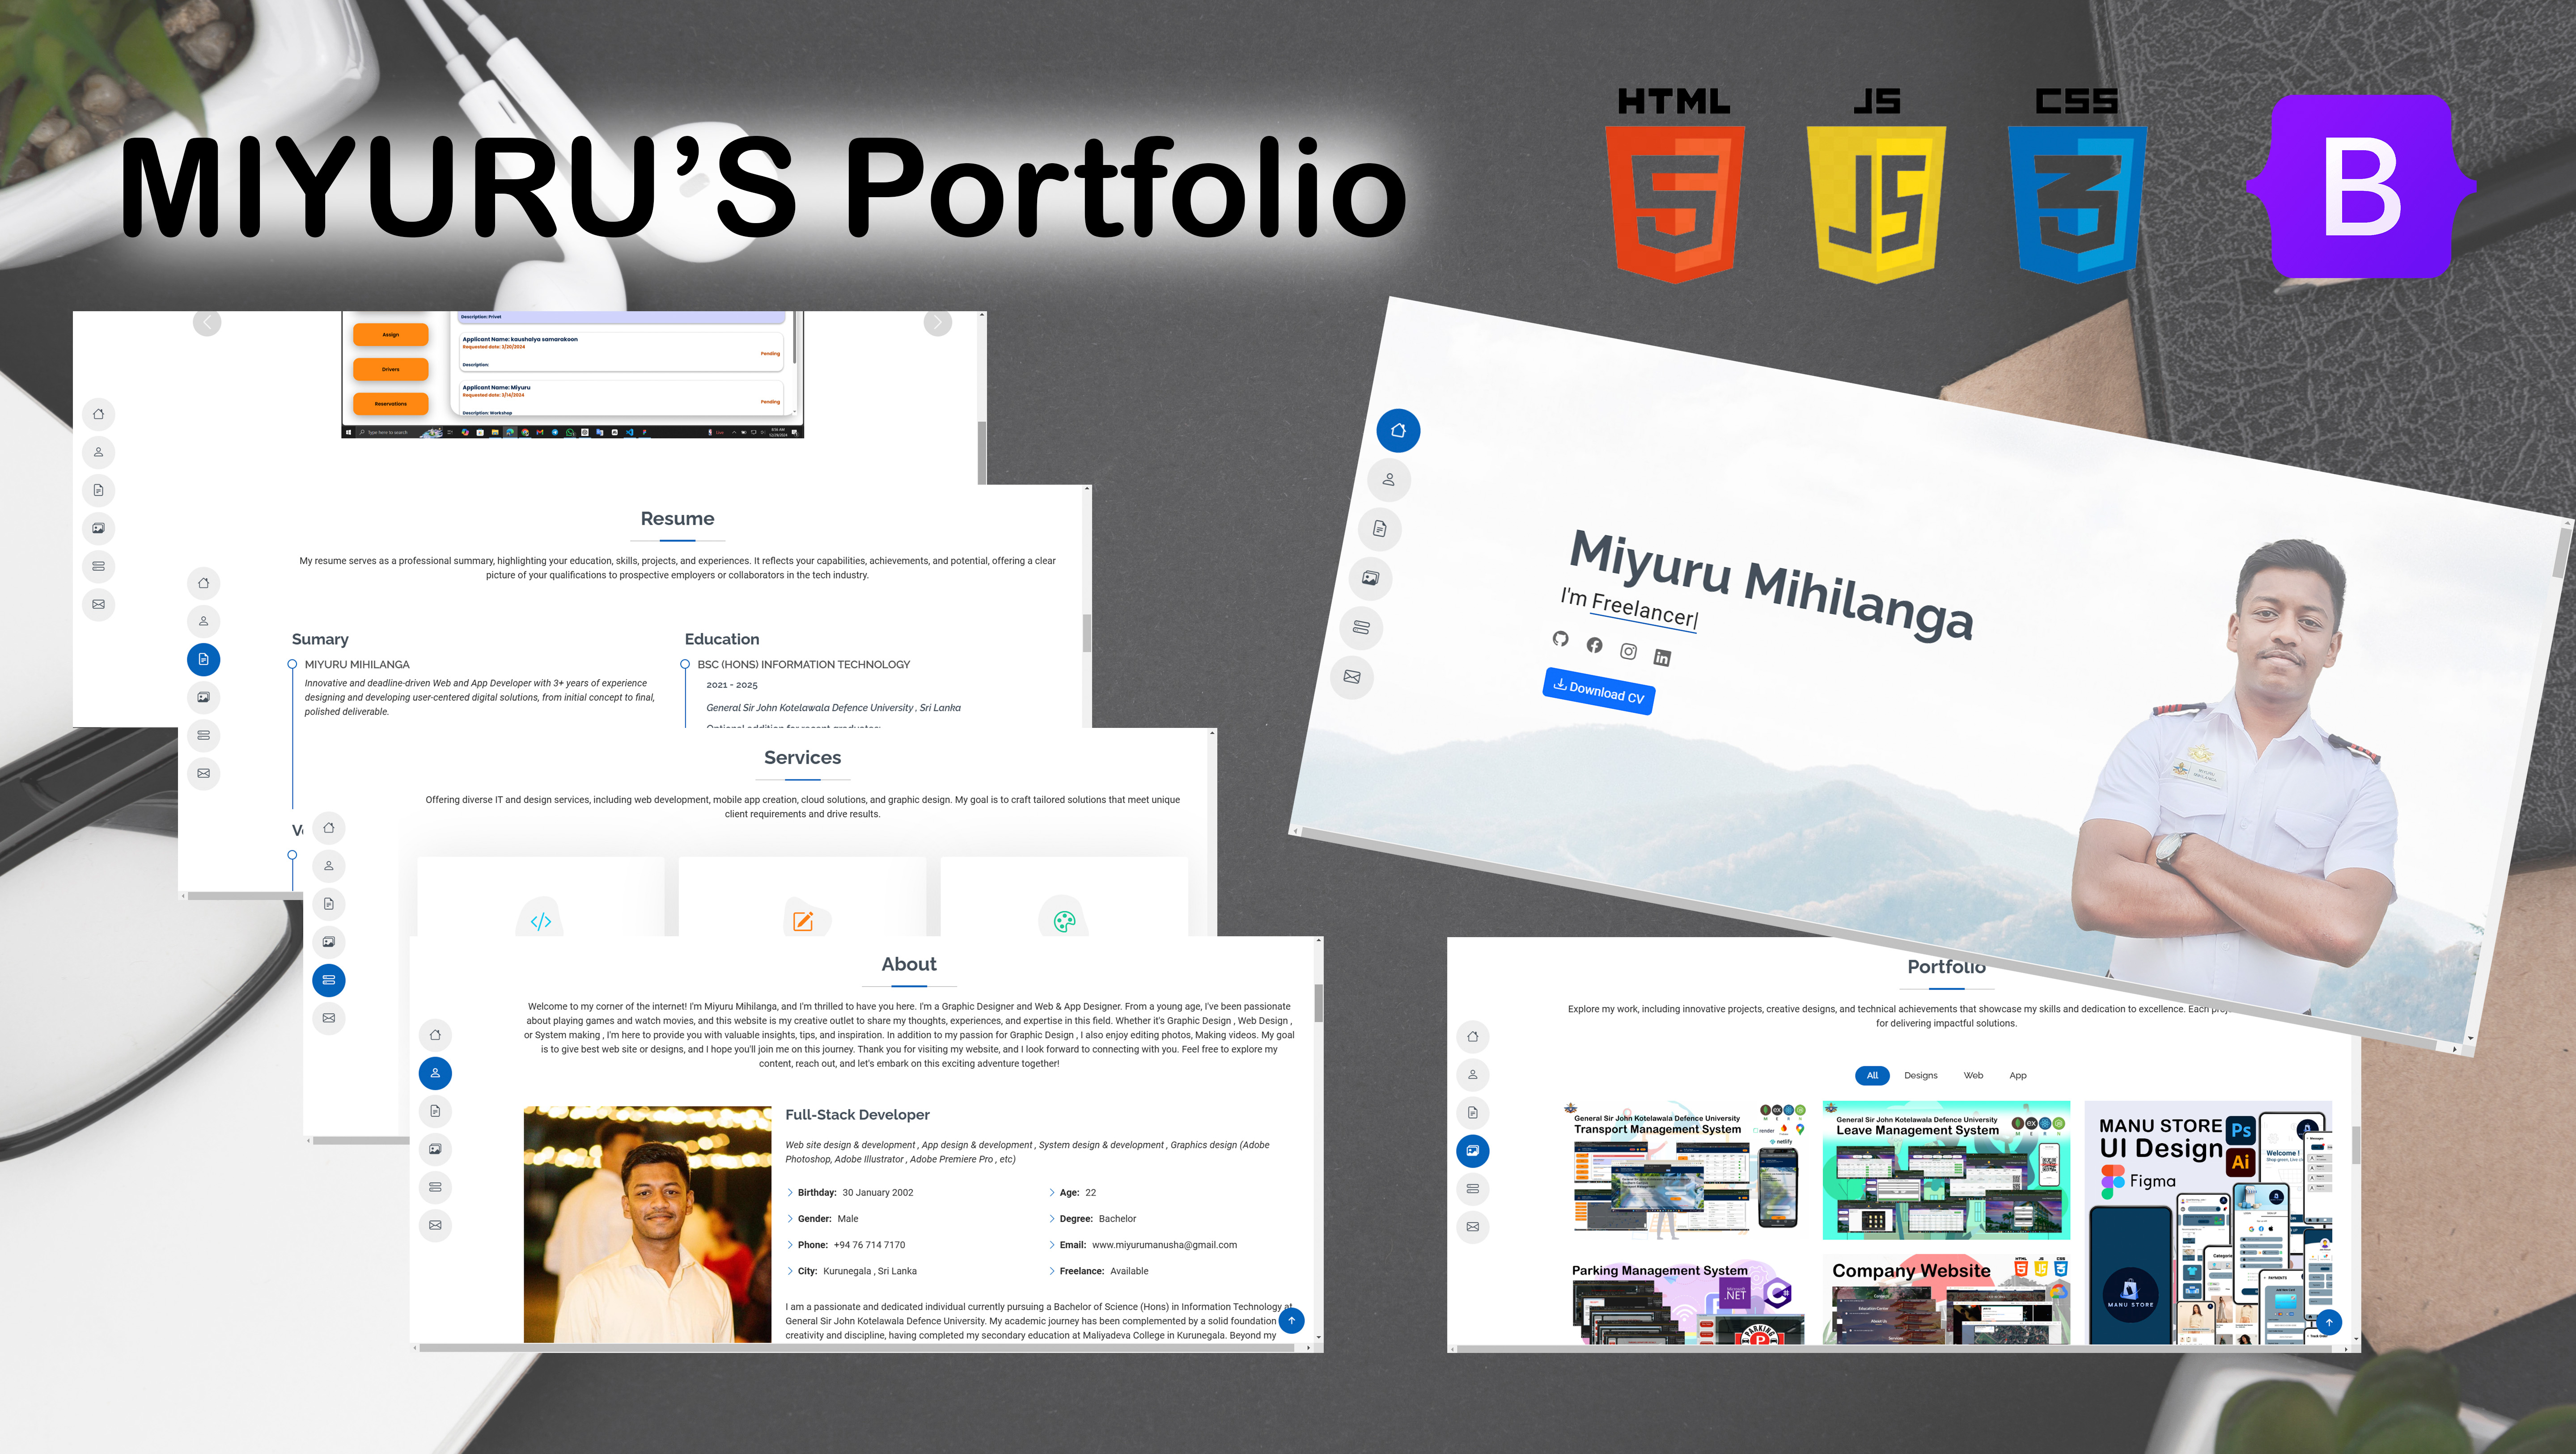 MIYURU'S Portfolio
HTML
JS
CSS
B
Description: Privet
Assign
Applicant Name: kaushalya samarakoon
Requested date: 3/20/2024
Pending
Description:
Drivers
Applicant Name: Miyuru
Requested date: 3/14/2024
Pending
Reservations
Description: Workshop
Type here to search
Resume
My resume serves as a professional summary, highlighting your education, skills, projects, and experiences. It reflects your capabilities, achievements, and potential, offering a clear
picture of your qualifications to prospective employers or collaborators in the tech industry.
Sumary
MIYURU MIHILANGA
Innovative and deadline-driven Web and App Developer with 3+ years of experience
designing and developing user-centered digital solutions, from initial concept to final,
polished deliverable.
Education
BSC (HONS) INFORMATION TECHNOLOGY
2021 - 2025
General Sir John Kotelawala Defence University , Sri Lanka
Services
Offering diverse IT and design services, including web development, mobile app creation, cloud solutions, and graphic design. My goal is to craft tailored solutions that meet unique
client requirements and drive results.
About
Welcome to my corner of the internet! I'm Miyuru Mihilanga, and I'm thrilled to have you here. I'm a Graphic Designer and Web & App Designer. From a young age, I've been passionate
about playing games and watch movies, and this website is my creative outlet to share my thoughts, experiences, and expertise in this field. Whether it's Graphic Design , Web Design ,
or System making , I'm here to provide you with valuable insights, tips, and inspiration. In addition to my passion for Graphic Design , I also enjoy editing photos, Making videos. My goal
is to give best web site or designs, and I hope you'll join me on this journey. Thank you for visiting my website, and I look forward to connecting with you. Feel free to explore my
content, reach out, and let's embark on this exciting adventure together!
Full-Stack Developer
Web site design & development , App design & development , System design & development , Graphics design (Adobe
Photoshop, Adobe Illustrator , Adobe Premiere Pro , etc)
Birthday: 30 January 2002
Age: 22
Gender: Male
Degree: Bachelor
Phone: +94 76 714 7170
Email: www.miyurumanusha@gmail.com
City: Kurunegala , Sri Lanka
Freelance: Available
I am a passionate and dedicated individual currently pursuing a Bachelor of Science (Hons) in Information Technology at
General Sir John Kotelawala Defence University. My academic journey has been complemented by a solid foundation
creativity and discipline, having completed my secondary education at Maliyadeva College in Kurunegala. Beyond my
Miyuru Mihilanga
I'm Freelancer|
Download CV
MIYURU
MIHILANGA
Portfolio
Explore my work, including innovative projects, creative designs, and technical achievements that showcase my skills and dedication to excellence. Each
for delivering impactful solutions.
All
Designs
Web
App
General Sir John Kotelawala Defence University
Transport Management System
M E R N
render
netlify
General Sir John Kotelawala Defence University
Leave Management System
M E R N
MANU STORE
UI Design
Ps
Ai
Figma
Welcome !
MANU STORE
PAYMENTS
Parking Management System
.NET
PARKING
P
Company Website
HTML JS CSS